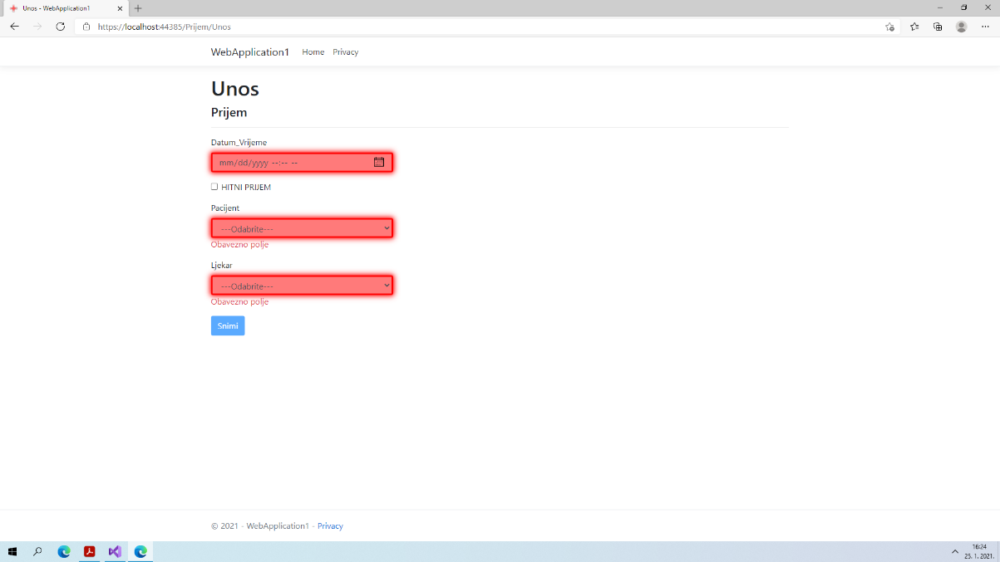 Unos - WebApplication1
https://localhost:44385/Prijem/Unos
WebApplication1 Home Privacy
Unos
Prijem
Datum_Vrijeme
mm/dd/yyyy --:-- --
HITNI PRIJEM
Pacijent
---Odabrite---
Obavezno polje
Ljekar
---Odabrite---
Obavezno polje
Snimi
© 2021 - WebApplication1 - Privacy
16:24
25. 1. 2021.